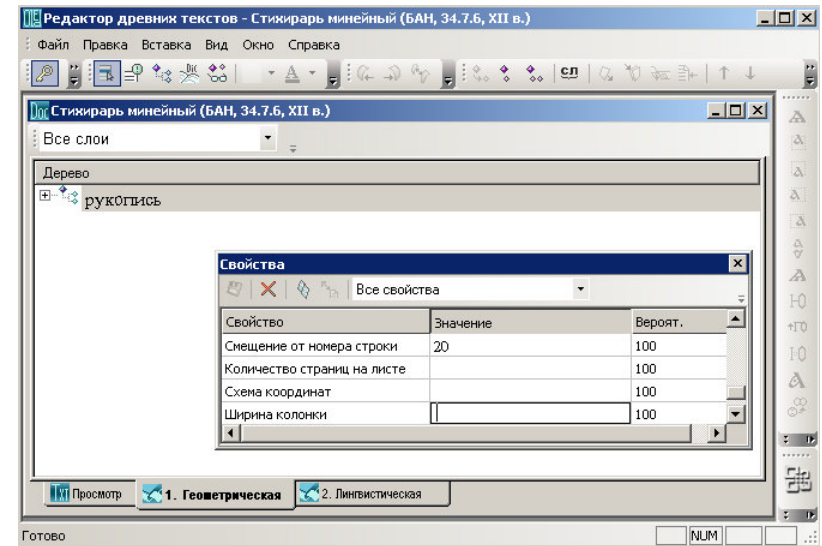 Редактор древних текстов - Стихирарь минейный (БАН, 34.7.6, XII в.)
Файл Правка Вставка Вид Окно Справка
Doc Стихирарь минейный (БАН, 34.7.6, XII в.)
Все слои
Дерево
рукопись
Свойства
Все свойства
Свойство Значение Вероят.
Смещение от номера строки 20 100
Количество страниц на листе 100
Схема координат 100
Ширина колонки 100
Txt Просмотр 1. Геометрическая 2. Лингвистическая
Готово NUM